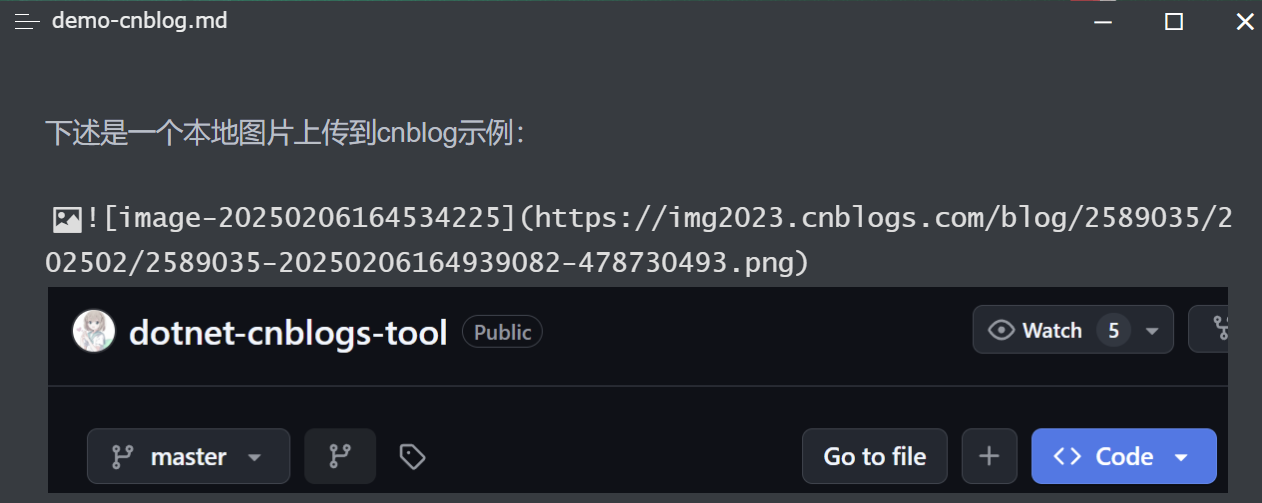 demo-cnblog.md
下述是一个本地图片上传到cnblog示例：
![image-20250206164534225](https://img2023.cnblogs.com/blog/2589035/2
02502/2589035-20250206164939082-478730493.png)
dotnet-cnblogs-tool Public Watch 5
master Go to file Code